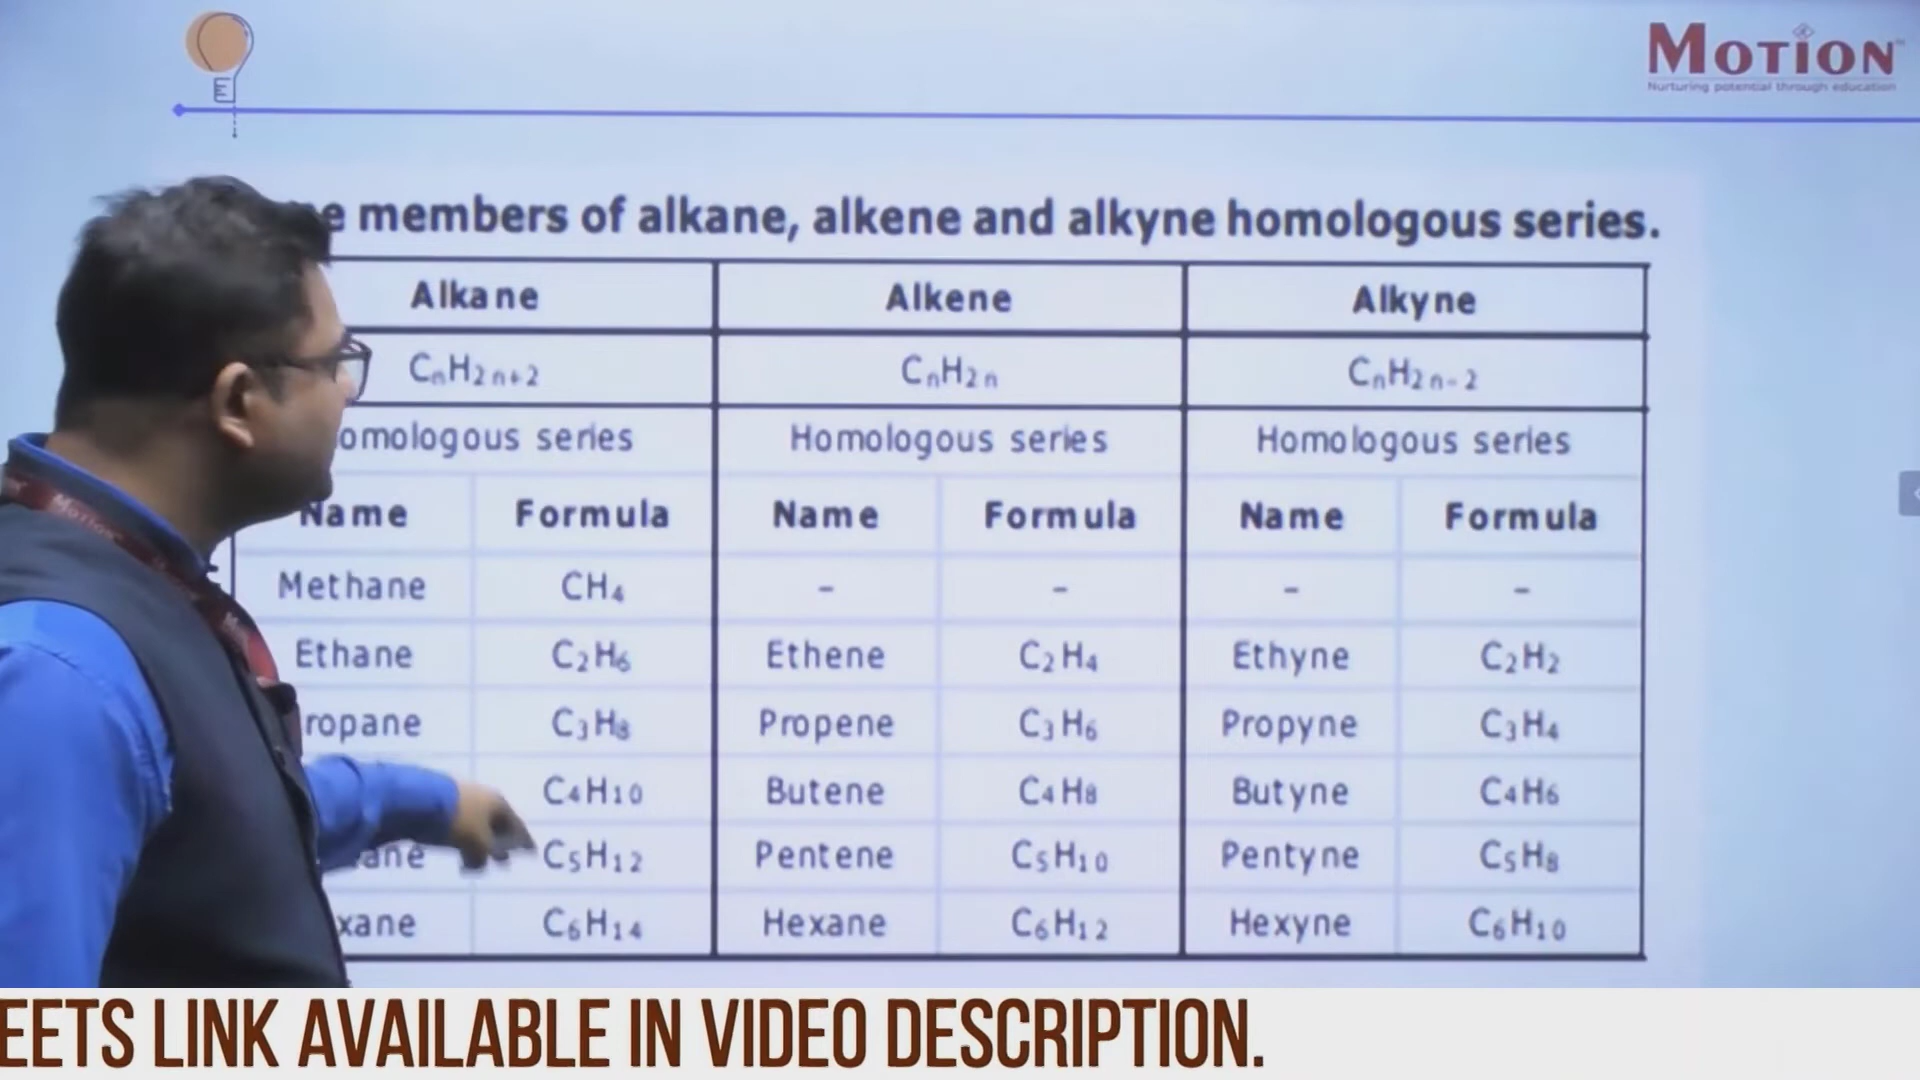 MOTION
Nurturing potential through education
members of alkane, alkene and alkyne homologous series.
Alkane Alkene Alkyne
CₙH₂ₙ₊₂ CₙH₂ₙ CₙH₂ₙ₋₂
omologous series Homologous series Homologous series
Name Formula Name Formula Name Formula
Methane CH₄ - - - -
Ethane C₂H₆ Ethene C₂H₄ Ethyne C₂H₂
ropane C₃H₈ Propene C₃H₆ Propyne C₃H₄
C₄H₁₀ Butene C₄H₈ Butyne C₄H₆
ane C₅H₁₂ Pentene C₅H₁₀ Pentyne C₅H₈
xane C₆H₁₄ Hexane C₆H₁₂ Hexyne C₆H₁₀
EETS LINK AVAILABLE IN VIDEO DESCRIPTION.